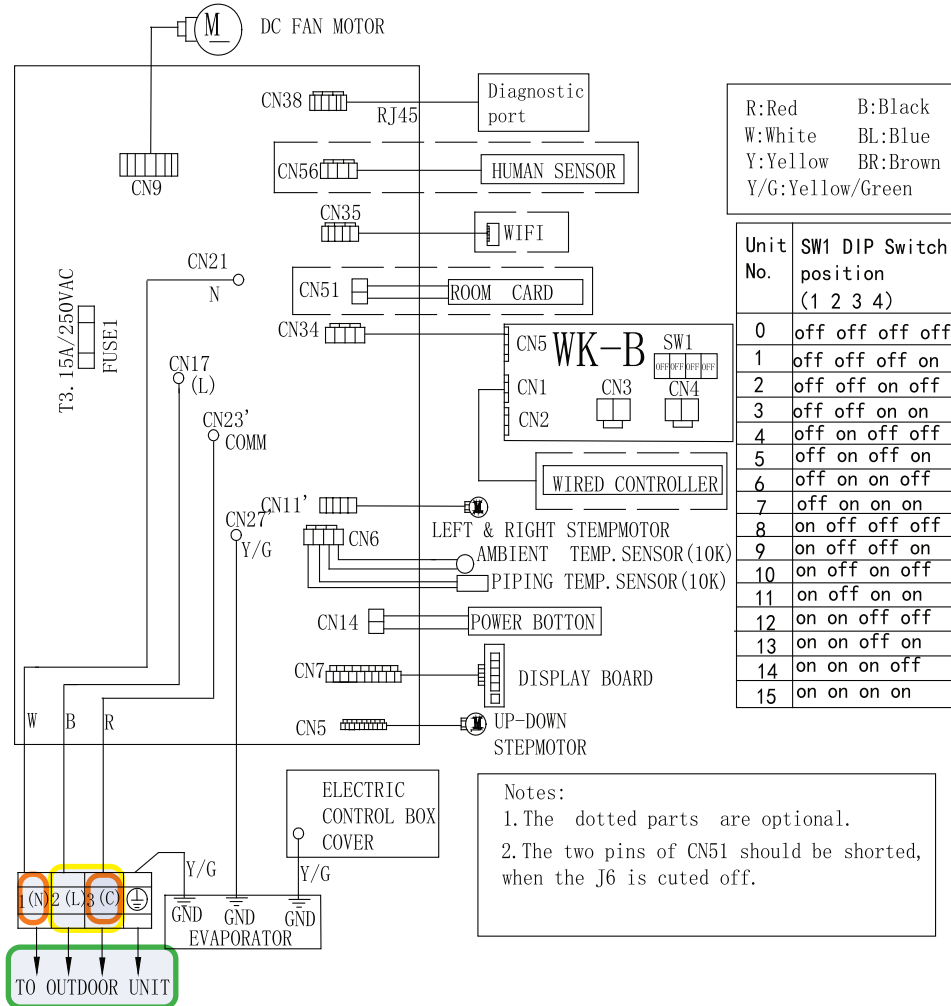 M
DC FAN MOTOR
CN38
RJ45
Diagnostic
port
CN9
CN56
HUMAN SENSOR
CN35
WIFI
CN21
N
CN51
ROOM CARD
T3.15A/250VAC
FUSE1
CN34
CN17
(L)
CN5
WK-B
SW1
OFF OFF OFF OFF
CN1
CN3
CN4
CN2
CN23'
COMM
WIRED CONTROLLER
CN11'
LEFT & RIGHT STEMPMOTOR
CN27'
Y/G
CN6
AMBIENT TEMP.SENSOR(10K)
PIPING TEMP.SENSOR(10K)
CN14
POWER BOTTON
CN7
DISPLAY BOARD
CN5
UP-DOWN
STEPMOTOR
W
B
R
ELECTRIC
CONTROL BOX
COVER
Y/G
Y/G
1(N)
2(L)
3(C)
GND
GND
GND
EVAPORATOR
TO OUTDOOR UNIT
R:Red B:Black
W:White BL:Blue
Y:Yellow BR:Brown
Y/G:Yellow/Green
Unit
No.
SW1 DIP Switch
position
(1 2 3 4)
0 off off off off
1 off off off on
2 off off on off
3 off off on on
4 off on off off
5 off on off on
6 off on on off
7 off on on on
8 on off off off
9 on off off on
10 on off on off
11 on off on on
12 on on off off
13 on on off on
14 on on on off
15 on on on on
Notes:
1.The dotted parts are optional.
2.The two pins of CN51 should be shorted,
when the J6 is cuted off.